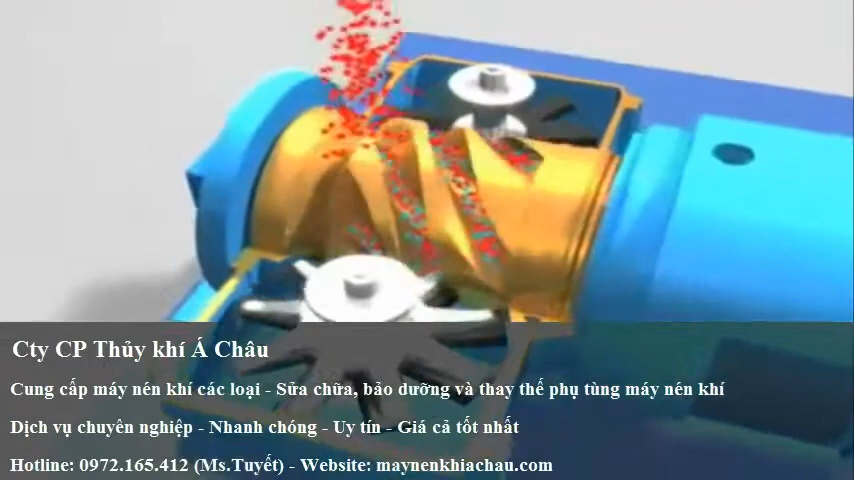 Cty CP Thủy khí Á Châu
Cung cấp máy nén khí các loại - Sữa chữa, bảo dưỡng và thay thế phụ tùng máy nén khí
Dịch vụ chuyên nghiệp - Nhanh chóng - Uy tín - Giá cả tốt nhất
Hotline: 0972.165.412 (Ms.Tuyết) - Website: maynenkhiachau.com